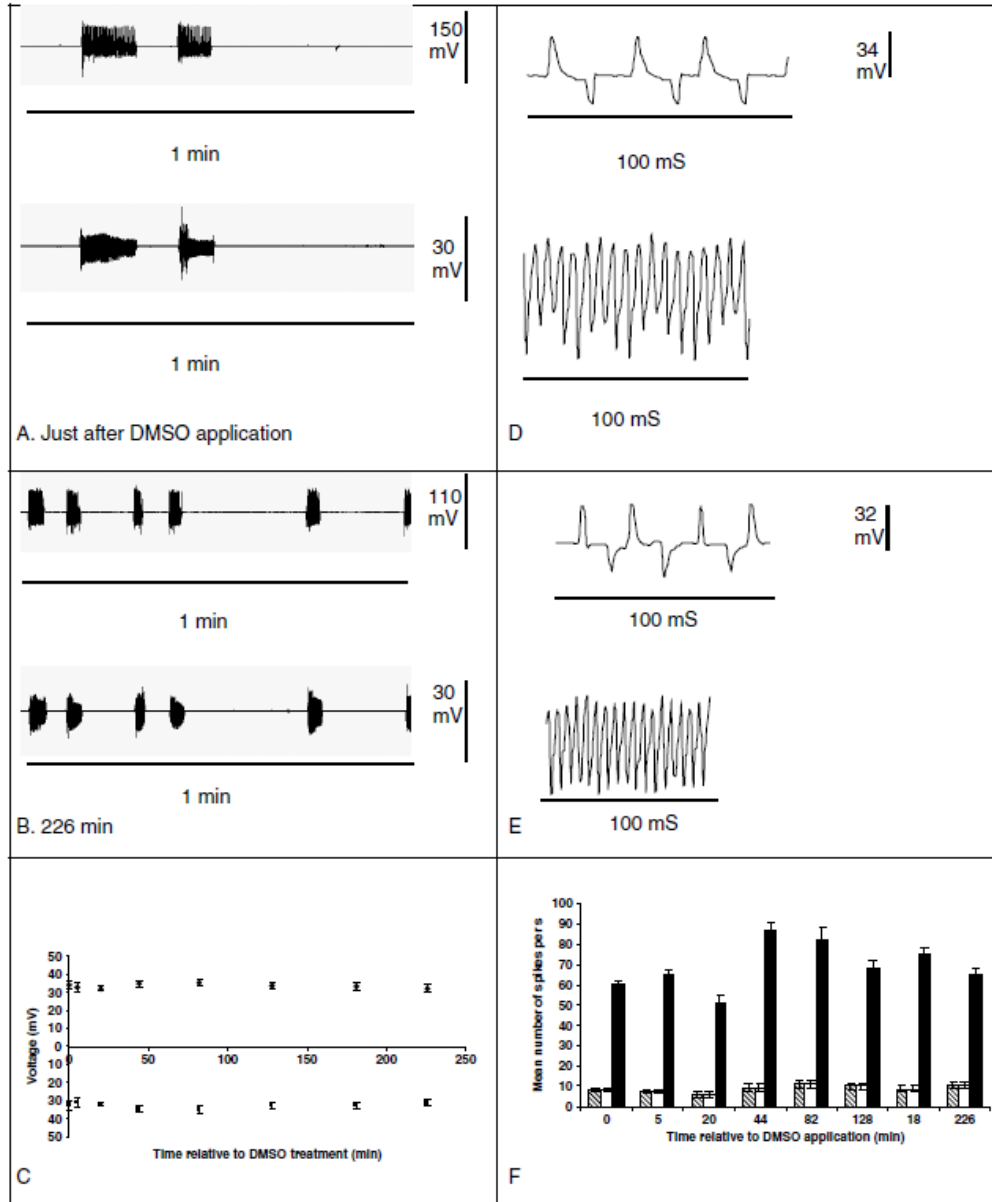 150
mV
1 min
30
mV
1 min
A. Just after DMSO application
34
mV
100 mS
100 mS
D
110
mV
1 min
30
mV
1 min
B. 226 min
32
mV
100 mS
100 mS
E
50
40
30
20
10
0
10
20
30
40
50
Voltage (mV)
0 50 100 150 200 250
Time relative to DMSO treatment (min)
C
100
90
80
70
60
50
40
30
20
10
0
Mean number of spikes per s
0 5 20 44 82 128 18 226
Time relative to DMSO application (min)
F